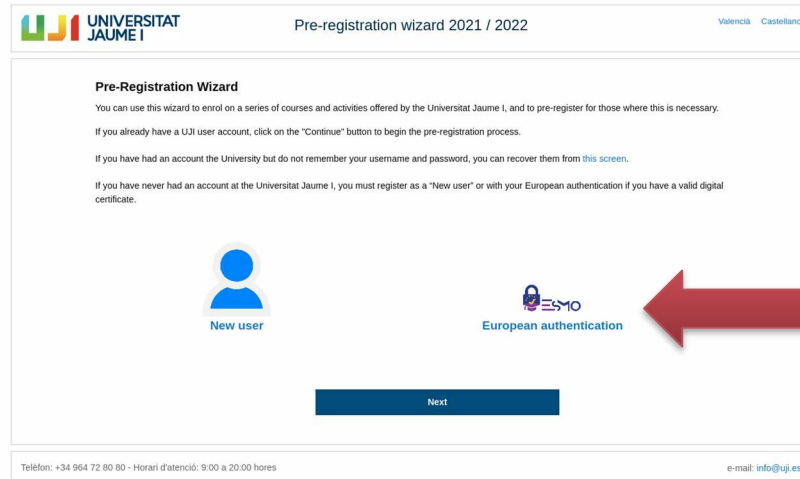 UNIVERSITAT
JAUME I
Pre-registration wizard 2021 / 2022
Valencià Castellano
Pre-Registration Wizard
You can use this wizard to enrol on a series of courses and activities offered by the Universitat Jaume I, and to pre-register for those where this is necessary.
If you already have a UJI user account, click on the "Continue" button to begin the pre-registration process.
If you have had an account the University but do not remember your username and password, you can recover them from this screen.
If you have never had an account at the Universitat Jaume I, you must register as a “New user” or with your European authentication if you have a valid digital
certificate.
ESMO
New user
European authentication
Next
Telèfon: +34 964 72 80 80 - Horari d'atenció: 9:00 a 20:00 hores
e-mail: info@uji.es